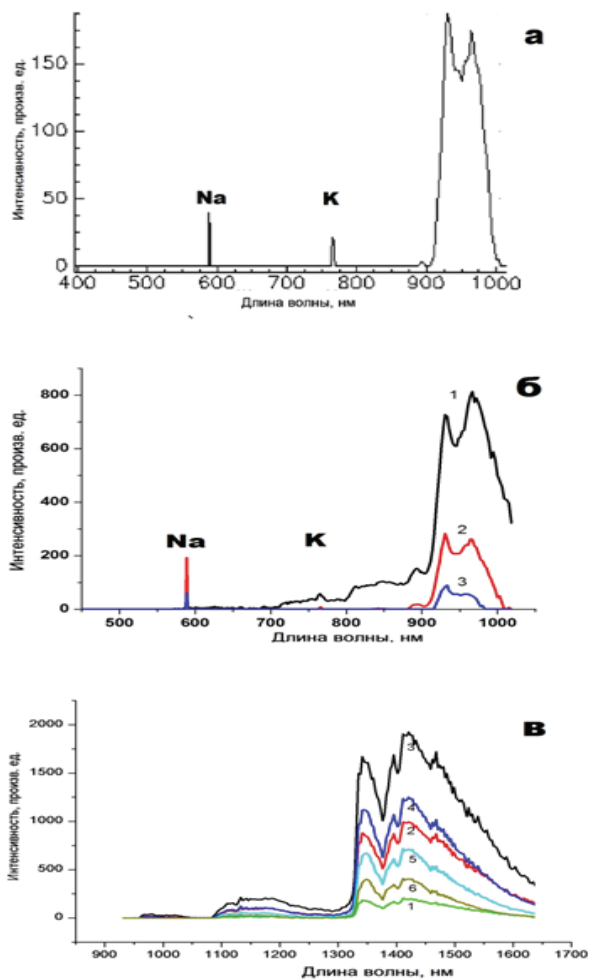 а
Интенсивность, произв. ед.
150
100
50
0
Na
K
400 500 600 700 800 900 1000
Длина волны, нм
б
Интенсивность, произв. ед.
800
600
400
200
0
1
2
3
Na
K
500 600 700 800 900 1000
Длина волны, нм
в
Интенсивность, произв. ед.
2000
1500
1000
500
0
3
4
2
5
6
1
900 1000 1100 1200 1300 1400 1500 1600 1700
Длина волны, нм